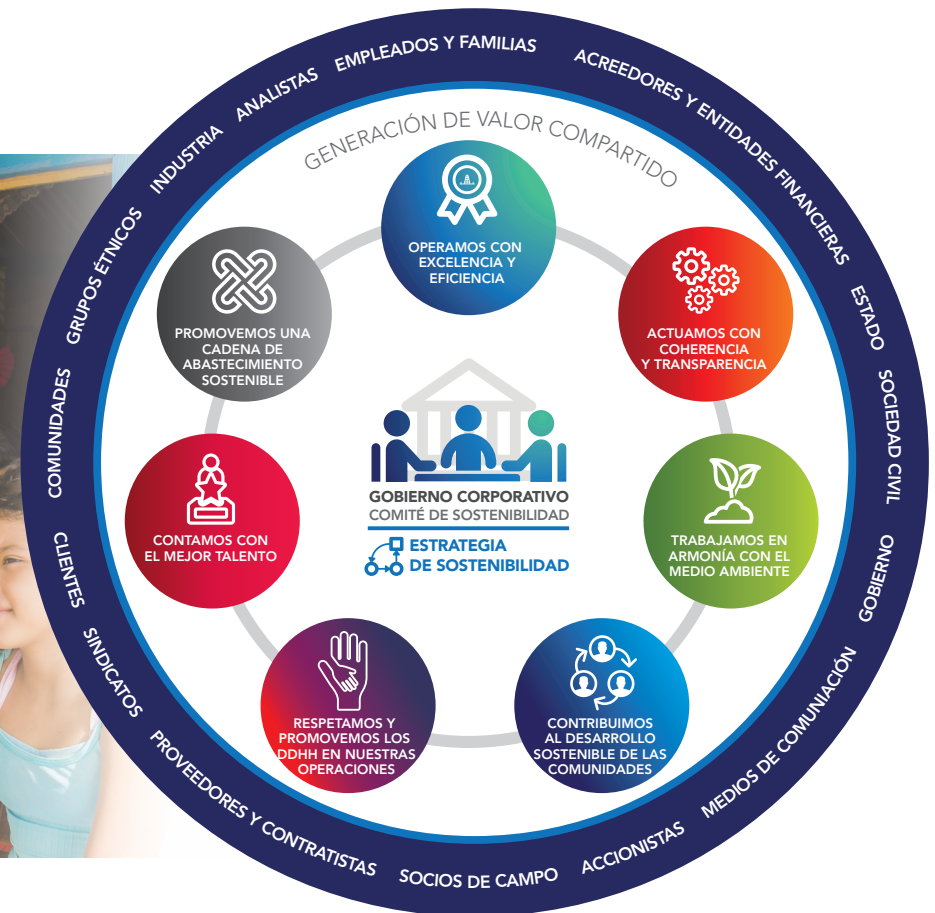 EMPLEADOS Y FAMILIAS
ACREEDORES Y ENTIDADES FINANCIERAS
ESTADO
SOCIEDAD CIVIL
GOBIERNO
MEDIOS DE COMUNIACIÓN
ACCIONISTAS
SOCIOS DE CAMPO
PROVEEDORES Y CONTRATISTAS
SINDICATOS
CLIENTES
COMUNIDADES
GRUPOS ÉTNICOS
INDUSTRIA
ANALISTAS
GENERACIÓN DE VALOR COMPARTIDO
OPERAMOS CON
EXCELENCIA Y
EFICIENCIA
ACTUAMOS CON
COHERENCIA
Y TRANSPARENCIA
TRABAJAMOS EN
ARMONÍA CON EL
MEDIO AMBIENTE
CONTRIBUIMOS
AL DESARROLLO
SOSTENIBLE DE LAS
COMUNIDADES
RESPETAMOS Y
PROMOVEMOS LOS
DDHH EN NUESTRAS
OPERACIONES
CONTAMOS CON
EL MEJOR TALENTO
PROMOVEMOS UNA
CADENA DE
ABASTECIMIENTO
SOSTENIBLE
GOBIERNO CORPORATIVO
COMITÉ DE SOSTENIBILIDAD
ESTRATEGIA
DE SOSTENIBILIDAD